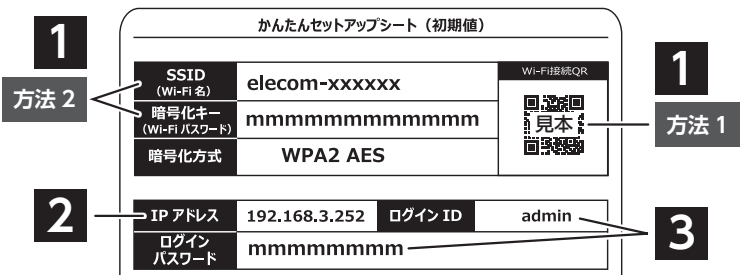 かんたんセットアップシート（初期値）
1
方法 2
SSID
(Wi-Fi 名)
elecom-xxxxxx
暗号化キー
(Wi-Fi パスワード)
mmmmmmmmmmmmm
暗号化方式
WPA2 AES
Wi-Fi接続QR
見本
1
方法 1
2
IP アドレス
192.168.3.252
ログイン ID
admin
ログイン
パスワード
mmmmmmmm
3